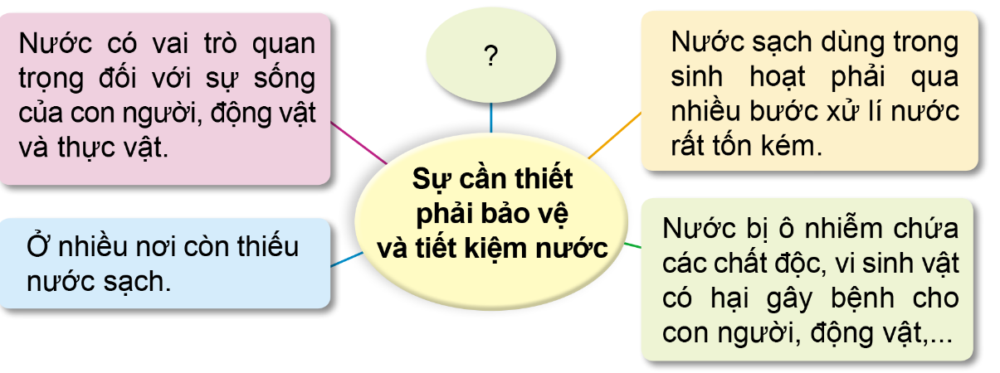 Nước có vai trò quan
trọng đối với sự sống
của con người, động vật
và thực vật.
?
Nước sạch dùng trong
sinh hoạt phải qua
nhiều bước xử lí nước
rất tốn kém.
Sự cần thiết
phải bảo vệ
và tiết kiệm nước
Ở nhiều nơi còn thiếu
nước sạch.
Nước bị ô nhiễm chứa
các chất độc, vi sinh vật
có hại gây bệnh cho
con người, động vật,...